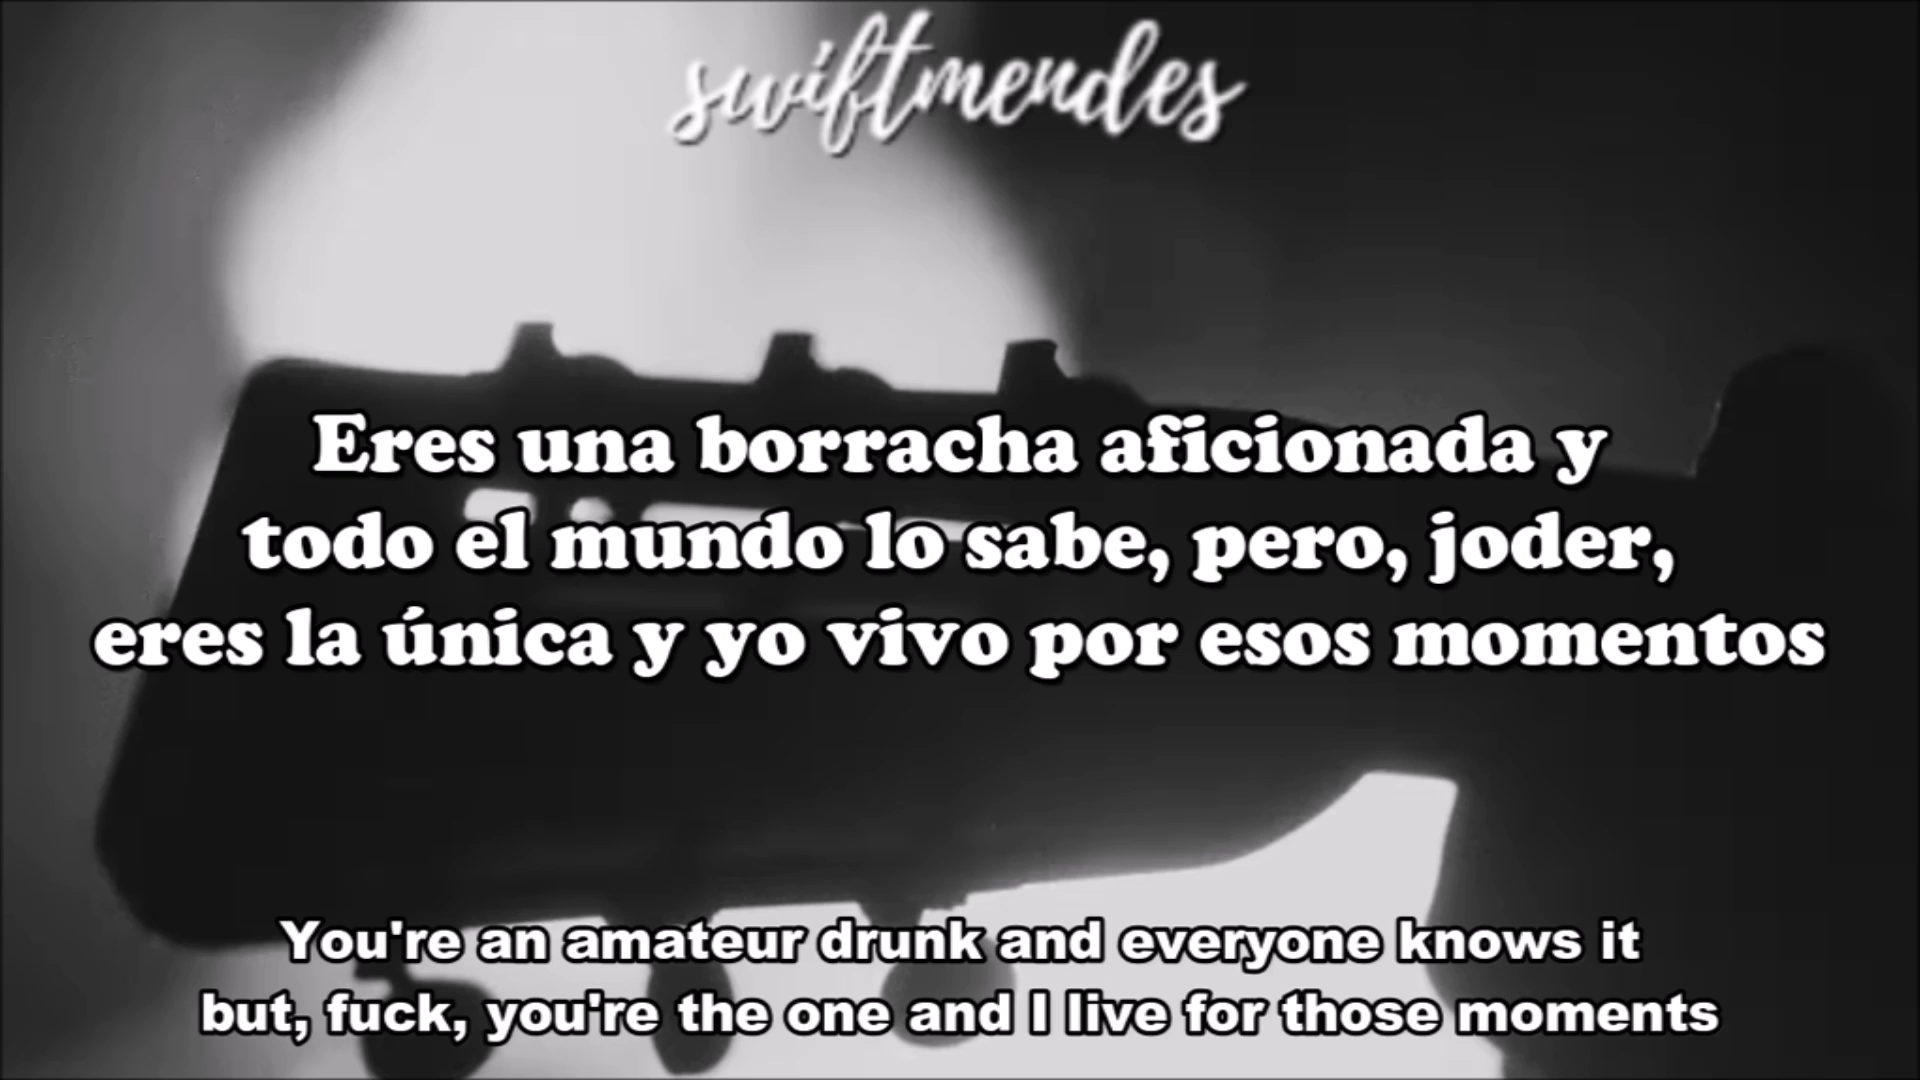 swiftmendes
Eres una borracha aficionada y
todo el mundo lo sabe, pero, joder,
eres la única y yo vivo por esos momentos
You're an amateur drunk and everyone knows it
but, fuck, you're the one and I live for those moments